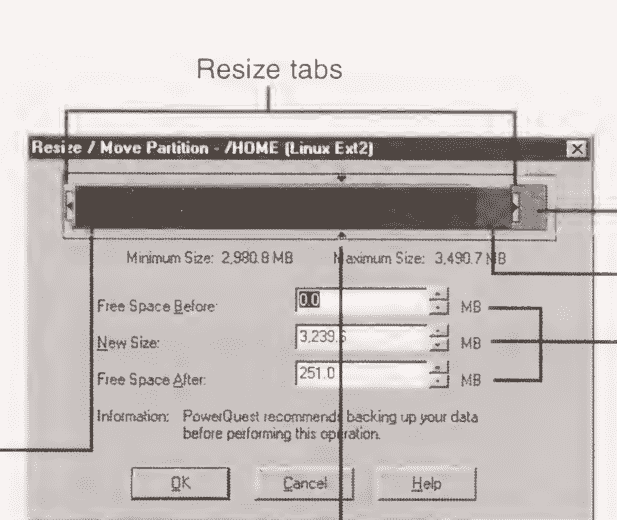 Resize tabs
Resize / Move Partition - /HOME (Linux Ext2)
Minimum Size: 2,980.8 MB Maximum Size: 3,490.7 MB
Free Space Before: 0.0 MB
New Size: 3,239.6 MB
Free Space After: 251.0 MB
Information: PowerQuest recommends backing up your data
before performing this operation.
OK Cancel Help